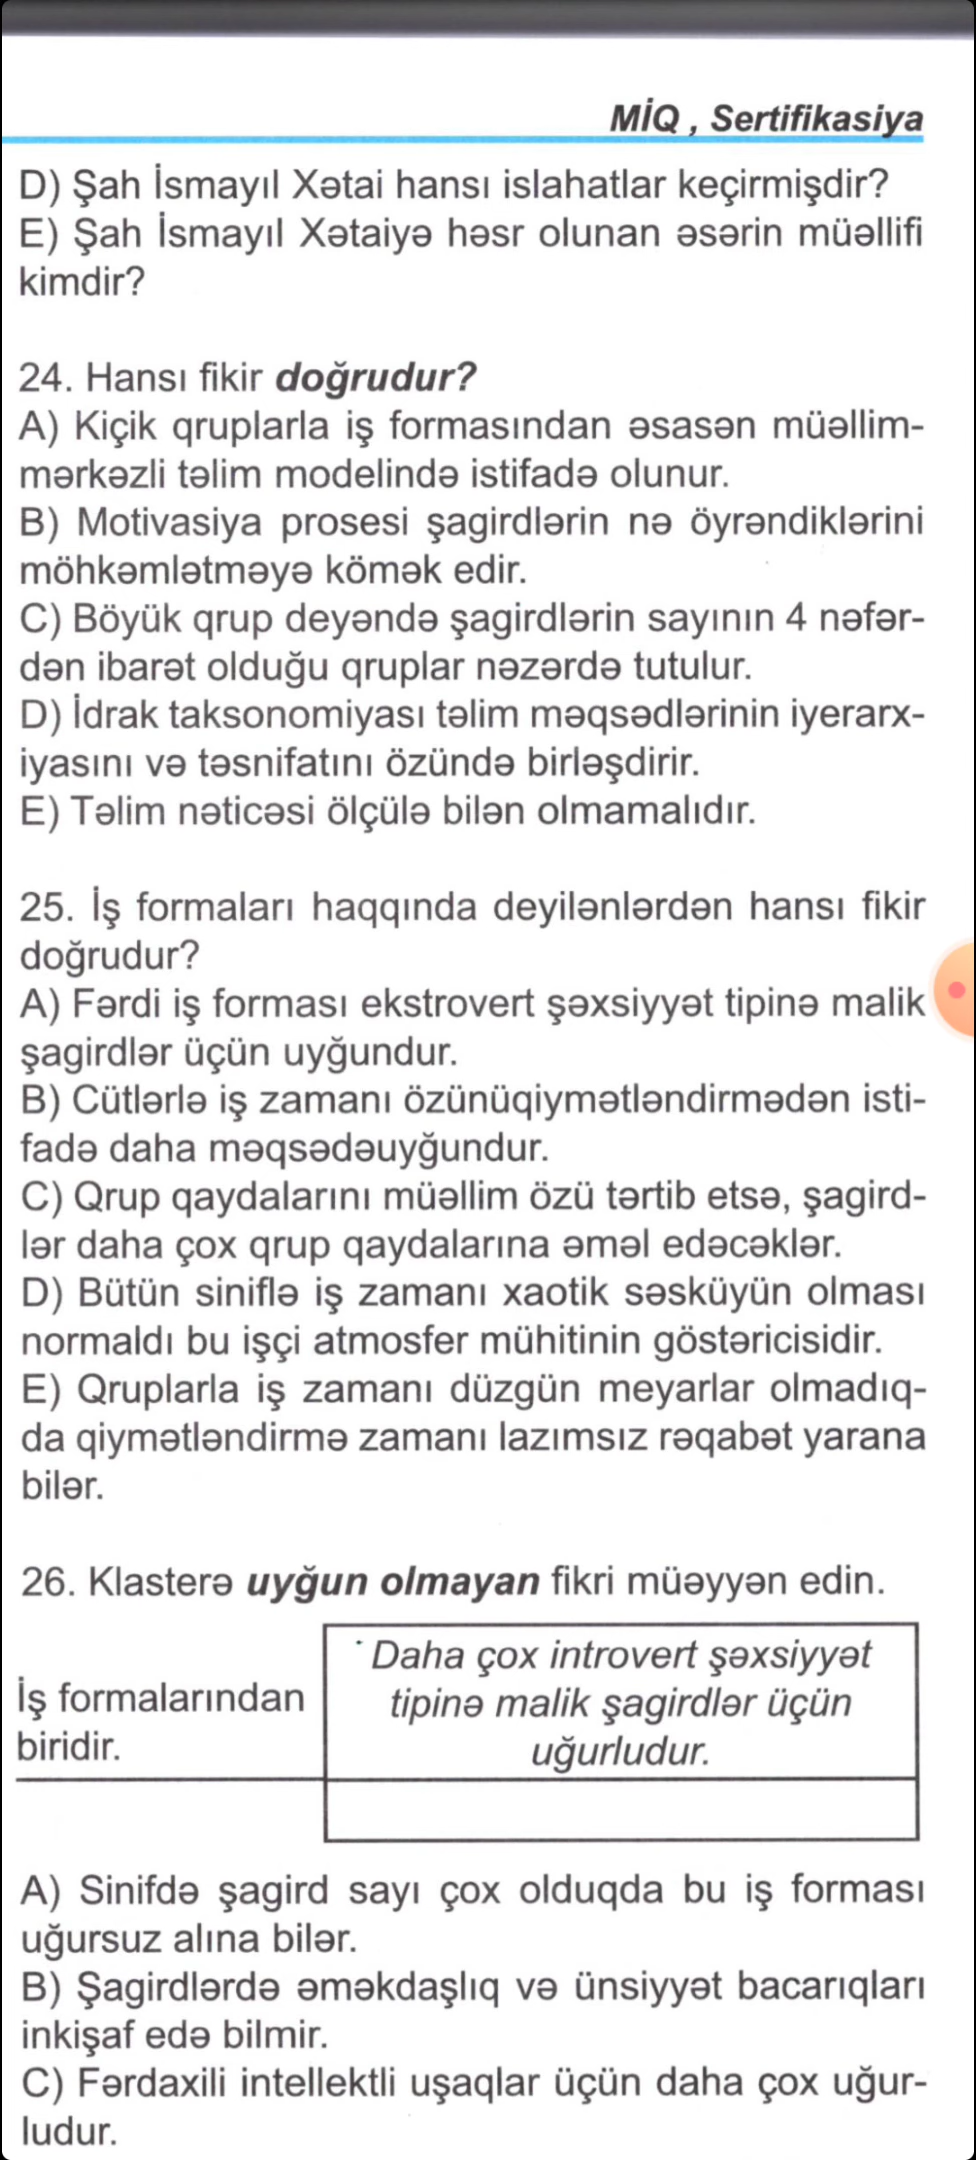 MİQ , Sertifikasiya
D) Şah İsmayıl Xətai hansı islahatlar keçirmişdir?
E) Şah İsmayıl Xətaiyə həsr olunan əsərin müəllifi
kimdir?
24. Hansı fikir doğrudur?
A) Kiçik qruplarla iş formasından əsasən müəllim-
mərkəzli təlim modelində istifadə olunur.
B) Motivasiya prosesi şagirdlərin nə öyrəndiklərini
möhkəmlətməyə kömək edir.
C) Böyük qrup deyəndə şagirdlərin sayının 4 nəfər-
dən ibarət olduğu qruplar nəzərdə tutulur.
D) İdrak taksonomiyası təlim məqsədlərinin iyerarx-
iyasını və təsnifatını özündə birləşdirir.
E) Təlim nəticəsi ölçülə bilən olmamalıdır.
25. İş formaları haqqında deyilənlərdən hansı fikir
doğrudur?
A) Fərdi iş forması ekstrovert şəxsiyyət tipinə malik
şagirdlər üçün uyğundur.
B) Cütlərlə iş zamanı özünüqiymətləndirmədən isti-
fadə daha məqsədəuyğundur.
C) Qrup qaydalarını müəllim özü tərtib etsə, şagird-
lər daha çox qrup qaydalarına əməl edəcəklər.
D) Bütün siniflə iş zamanı xaotik səsküyün olması
normaldı bu işçi atmosfer mühitinin göstəricisidir.
E) Qruplarla iş zamanı düzgün meyarlar olmadıq-
da qiymətləndirmə zamanı lazımsız rəqabət yarana
bilər.
26. Klasterə uyğun olmayan fikri müəyyən edin.
İş formalarından
biridir.
Daha çox introvert şəxsiyyət
tipinə malik şagirdlər üçün
uğurludur.
A) Sinifdə şagird sayı çox olduqda bu iş forması
uğursuz alına bilər.
B) Şagirdlərdə əməkdaşlıq və ünsiyyət bacarıqları
inkişaf edə bilmir.
C) Fərdaxili intellektli uşaqlar üçün daha çox uğur-
ludur.